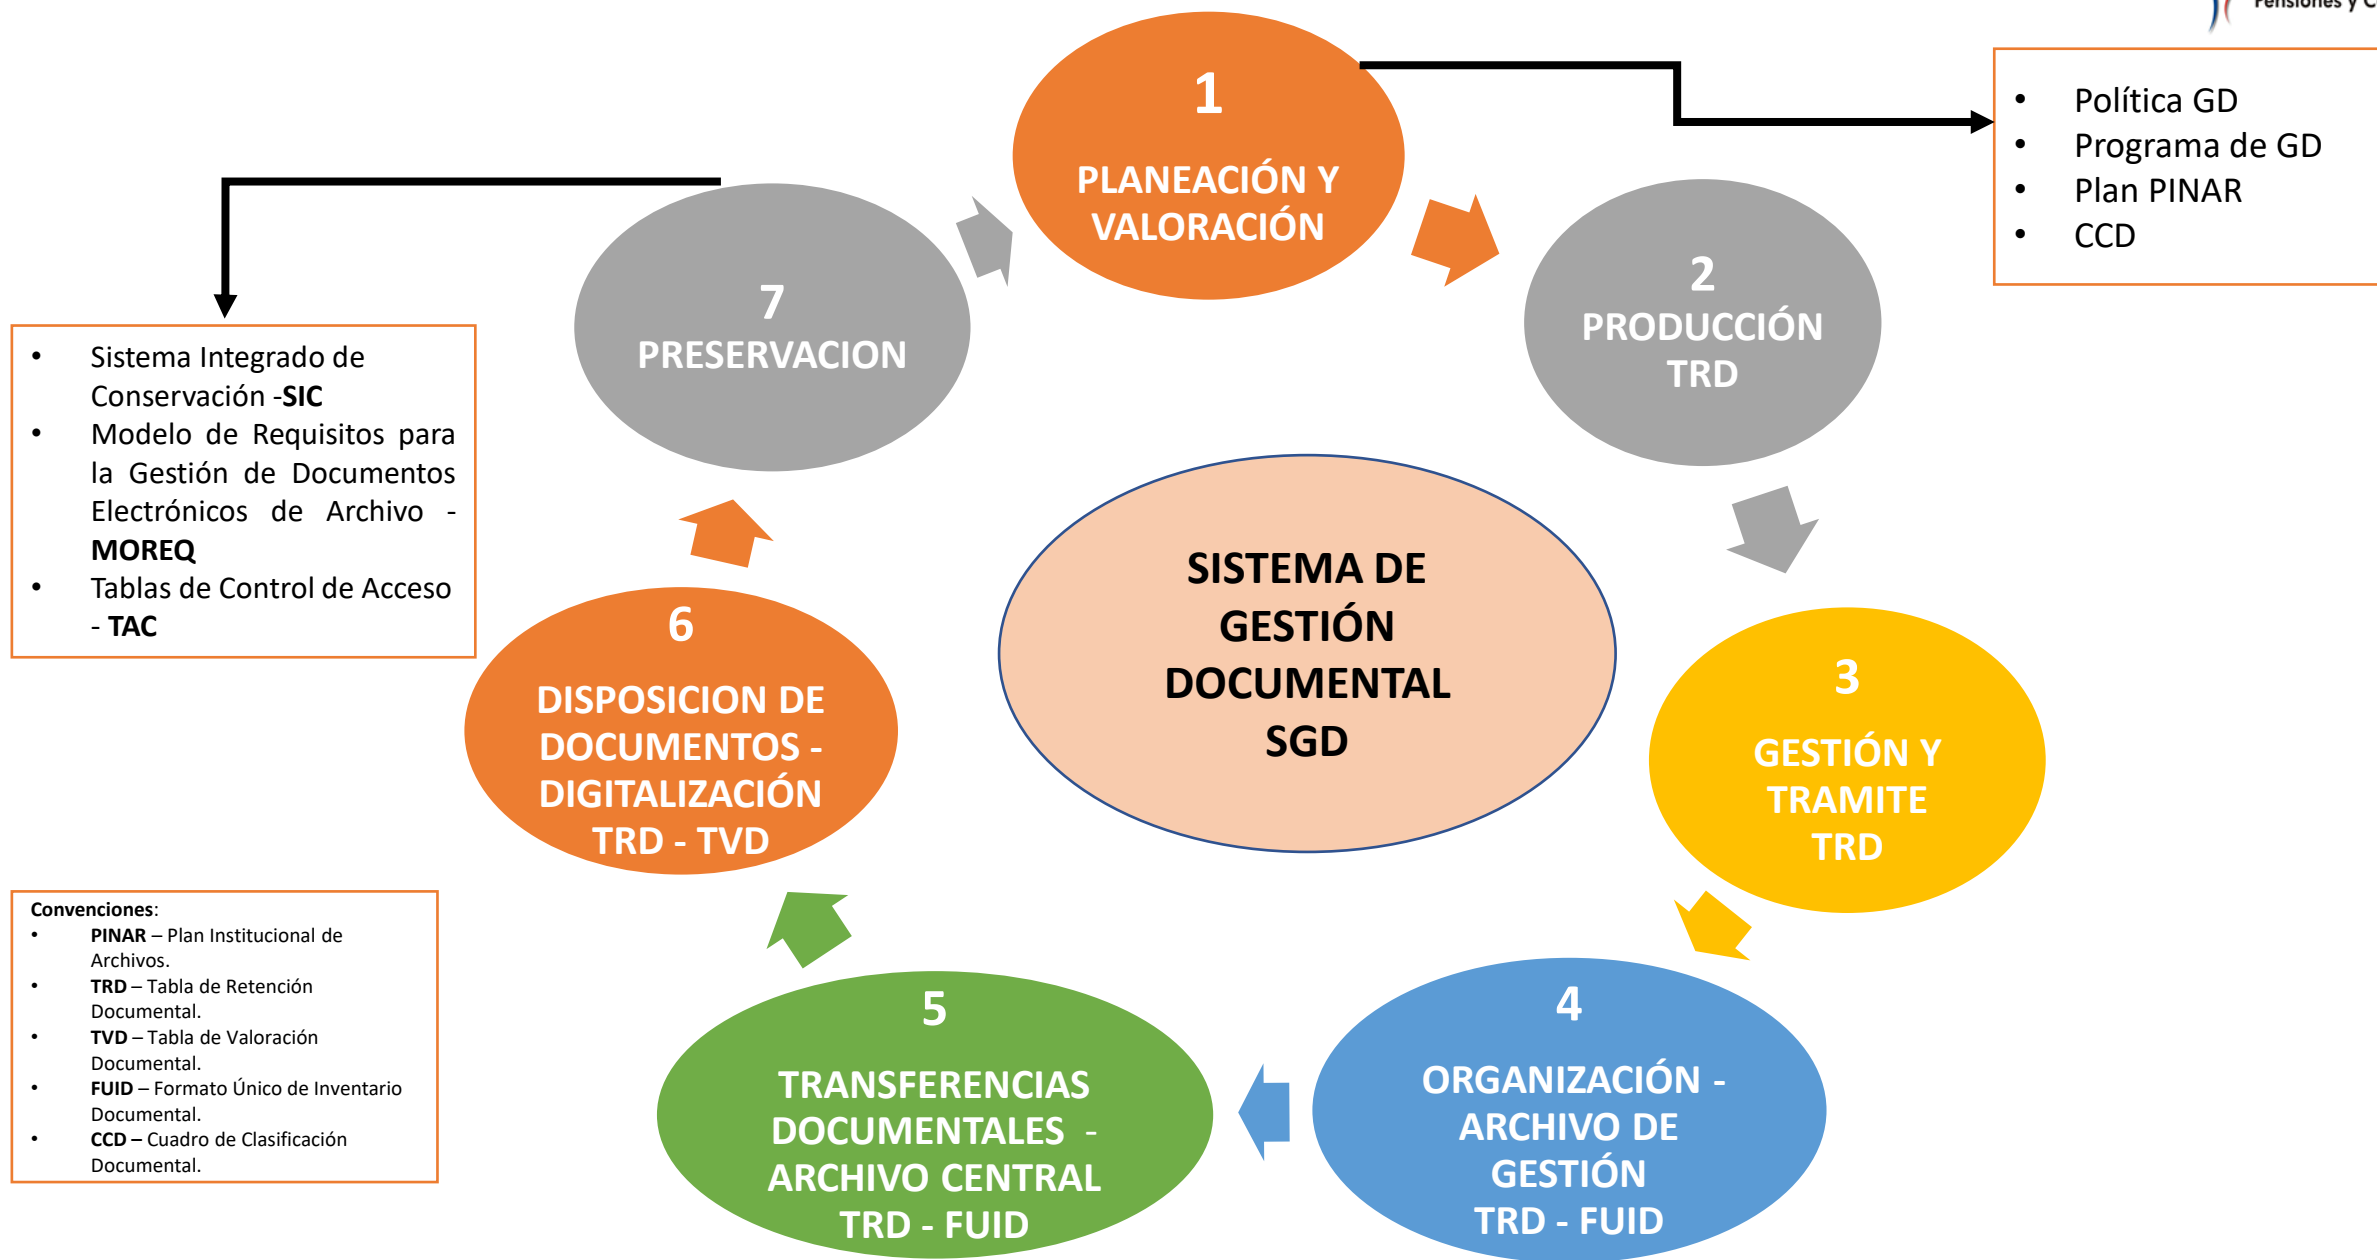 Pensiones y
1
PLANEACIÓN Y
VALORACIÓN
• Política GD
• Programa de GD
• Plan PINAR
• CCD
2
PRODUCCIÓN
TRD
3
GESTIÓN Y
TRAMITE
TRD
4
ORGANIZACIÓN -
ARCHIVO DE
GESTIÓN
TRD - FUID
5
TRANSFERENCIAS
DOCUMENTALES -
ARCHIVO CENTRAL
TRD - FUID
6
DISPOSICION DE
DOCUMENTOS -
DIGITALIZACIÓN
TRD - TVD
7
PRESERVACION
• Sistema Integrado de
Conservación -SIC
• Modelo de Requisitos para
la Gestión de Documentos
Electrónicos de Archivo -
MOREQ
• Tablas de Control de Acceso
- TAC
SISTEMA DE
GESTIÓN
DOCUMENTAL
SGD
Convenciones:
• PINAR – Plan Institucional de
Archivos.
• TRD – Tabla de Retención
Documental.
• TVD – Tabla de Valoración
Documental.
• FUID – Formato Único de Inventario
Documental.
• CCD – Cuadro de Clasificación
Documental.